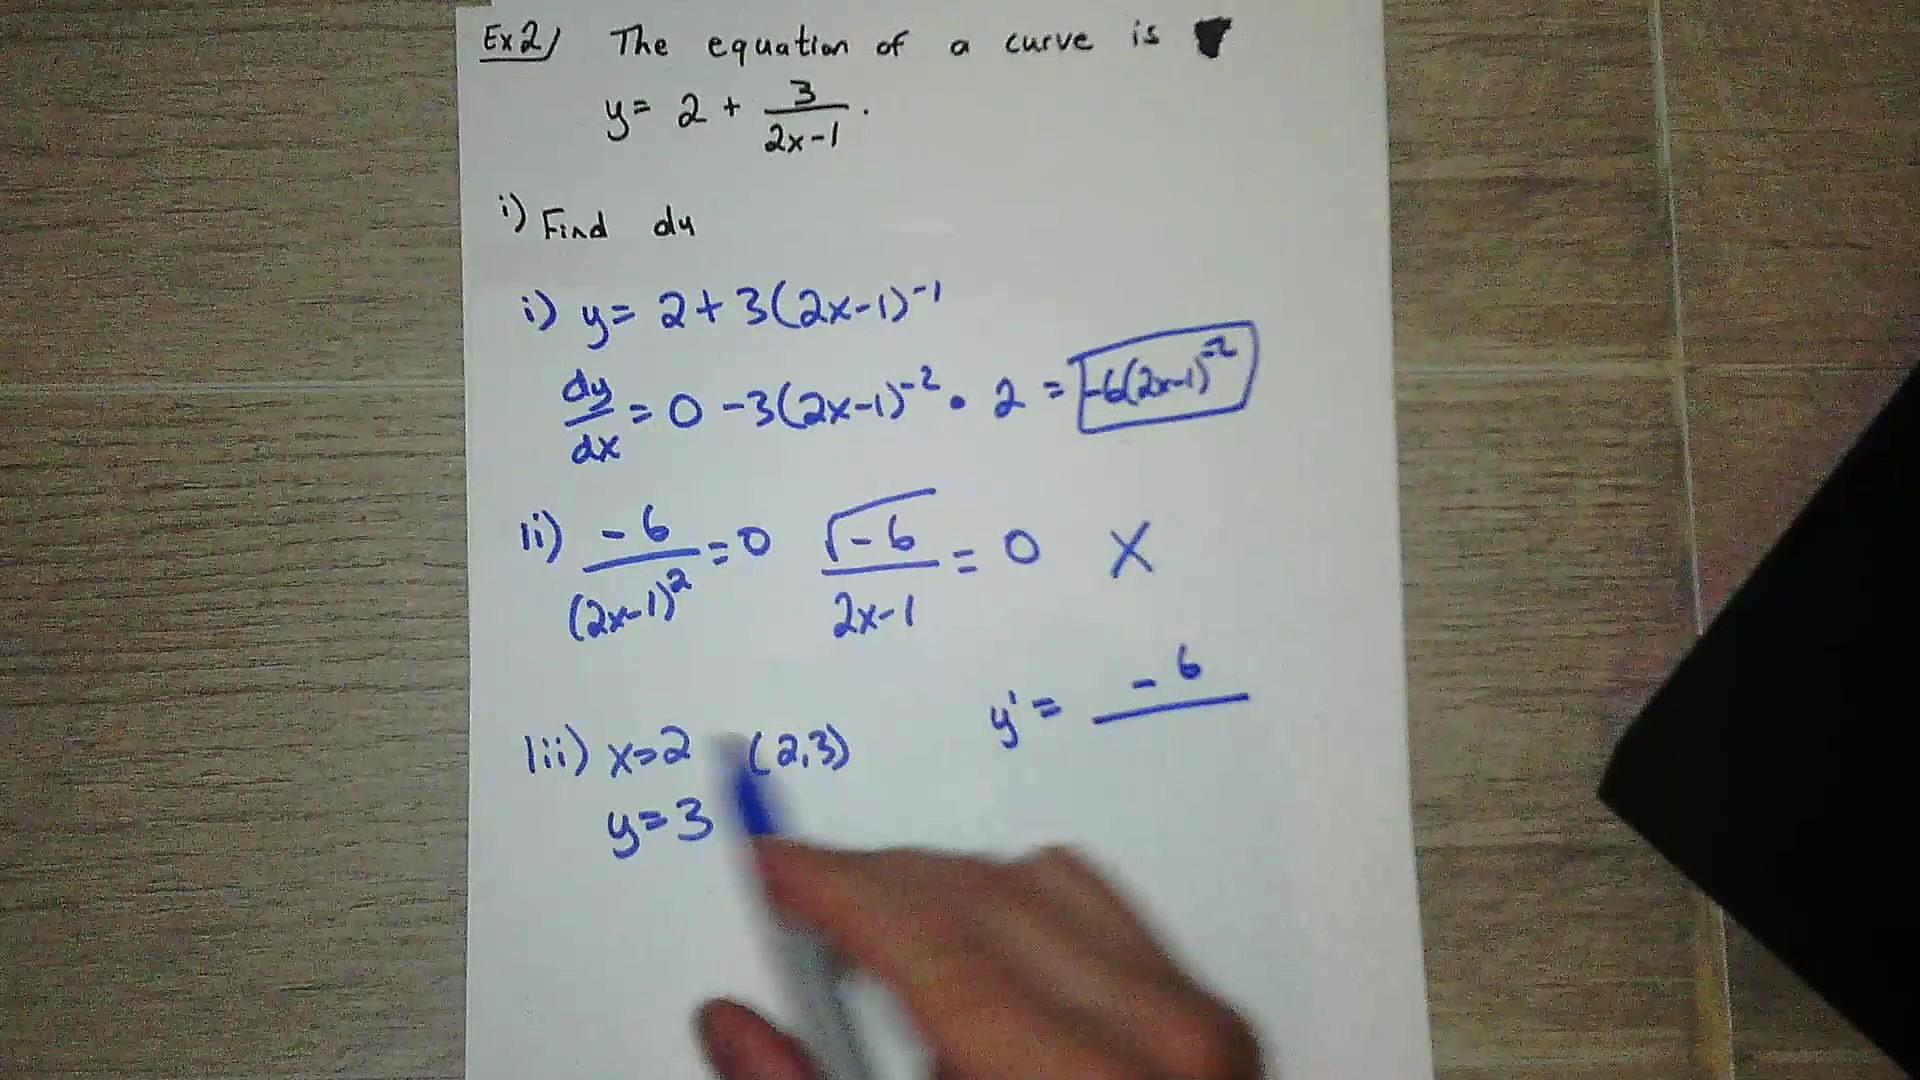 Ex2/ The equation of a curve is
y = 2 + 3/(2x-1) .
i) Find dy
i) y = 2 + 3(2x-1)^-1
dy/dx = 0 - 3(2x-1)^-2 • 2 = -6(2x-1)^-2
ii) -6/(2x-1)^2 = 0 √-6/(2x-1) = 0 X
y' = -6/
iii) x=2 (2,3)
y=3